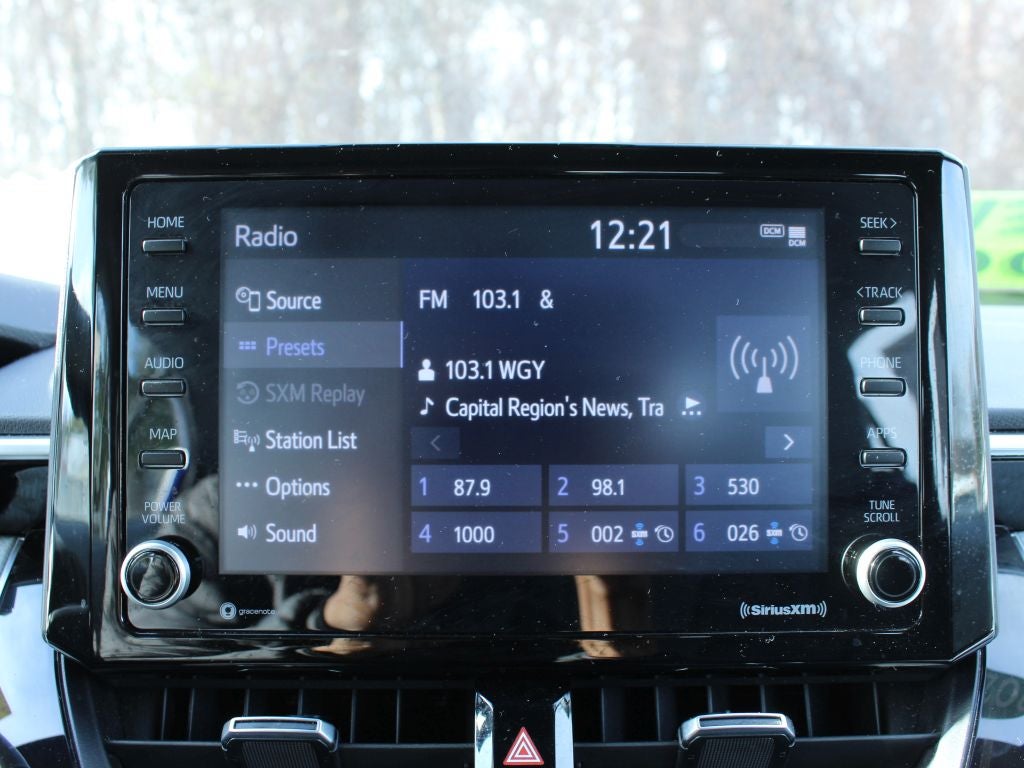 Radio 12:21 DCM DCM
HOME
MENU
AUDIO
MAP
POWER
VOLUME
Source
Presets
SXM Replay
Station List
Options
Sound
FM 103.1 &
103.1 WGY
Capital Region's News, Tra
1 87.9 2 98.1 3 530
4 1000 5 002 SXM 6 026 SXM
SEEK >
< TRACK
PHONE
APPS
TUNE
SCROLL
gracenote
((SiriusXM))